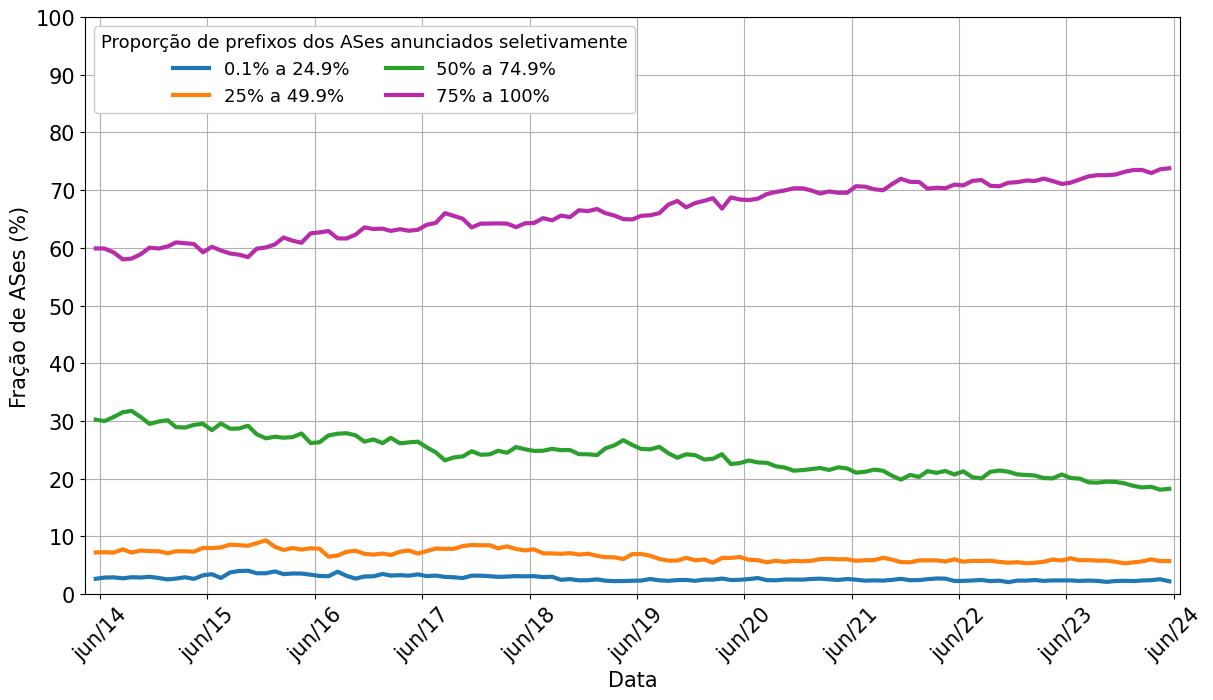 Proporção de prefixos dos ASes anunciados seletivamente
0.1% a 24.9%
50% a 74.9%
25% a 49.9%
75% a 100%
Fração de ASes (%)
100
90
80
70
60
50
40
30
20
10
0
jun/14
jun/15
jun/16
jun/17
jun/18
jun/19
jun/20
jun/21
jun/22
jun/23
jun/24
Data